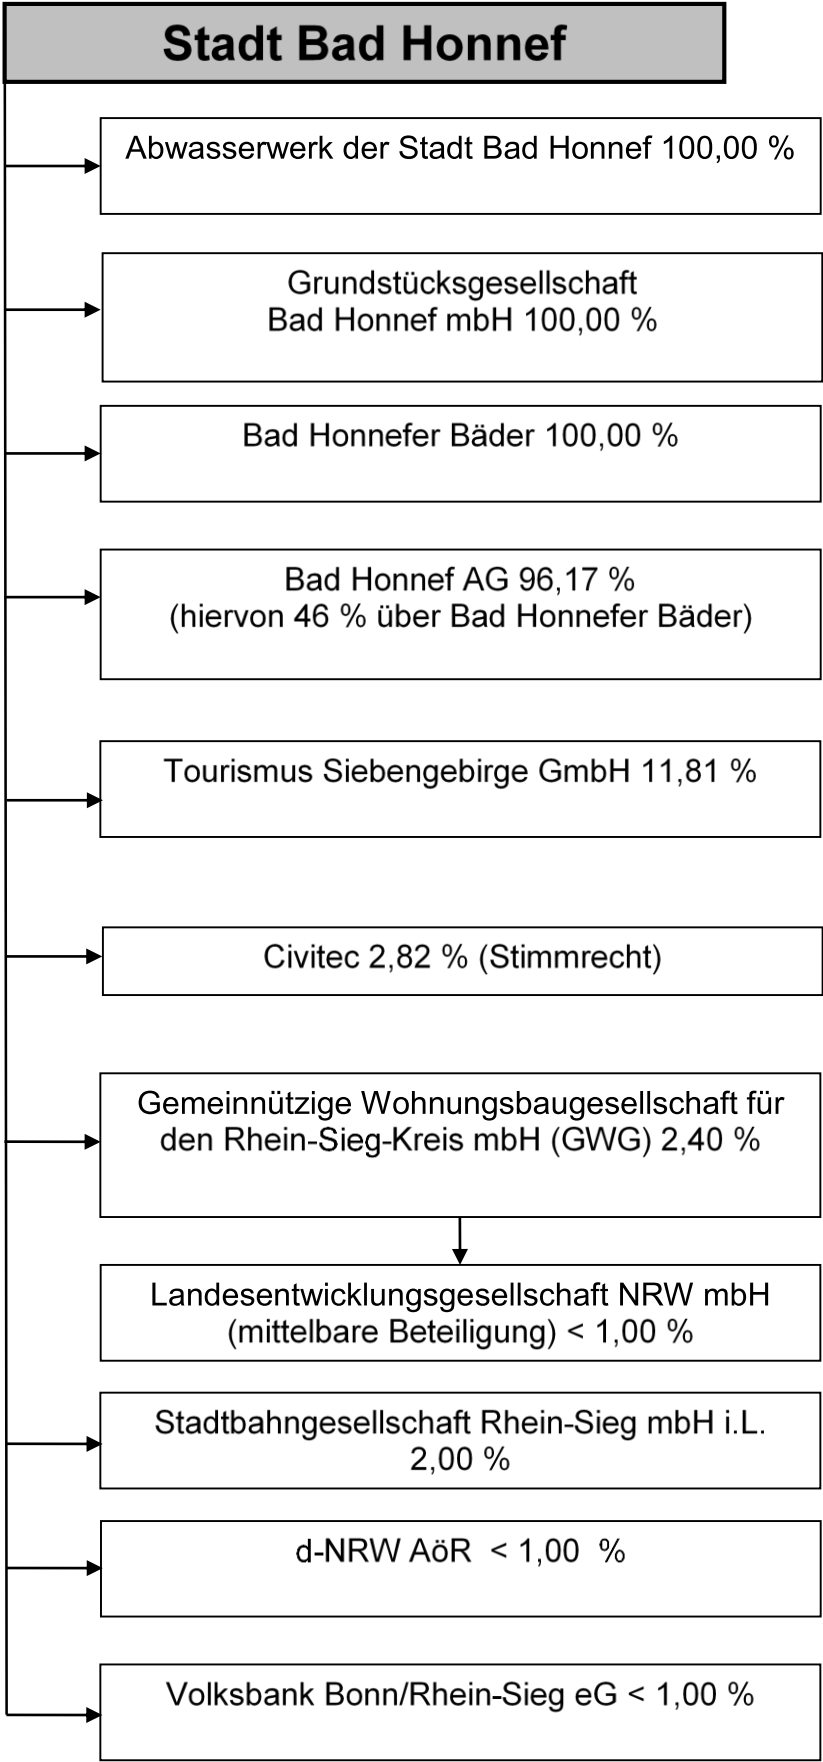 Stadt Bad Honnef
Abwasserwerk der Stadt Bad Honnef 100,00 %
Grundstücksgesellschaft
Bad Honnef mbH 100,00 %
Bad Honnefer Bäder 100,00 %
Bad Honnef AG 96,17 %
(hiervon 46 % über Bad Honnefer Bäder)
Tourismus Siebengebirge GmbH 11,81 %
Civitec 2,82 % (Stimmrecht)
Gemeinnützige Wohnungsbaugesellschaft für
den Rhein-Sieg-Kreis mbH (GWG) 2,40 %
Landesentwicklungsgesellschaft NRW mbH
(mittelbare Beteiligung) < 1,00 %
Stadtbahngesellschaft Rhein-Sieg mbH i.L.
2,00 %
d-NRW AöR < 1,00 %
Volksbank Bonn/Rhein-Sieg eG < 1,00 %